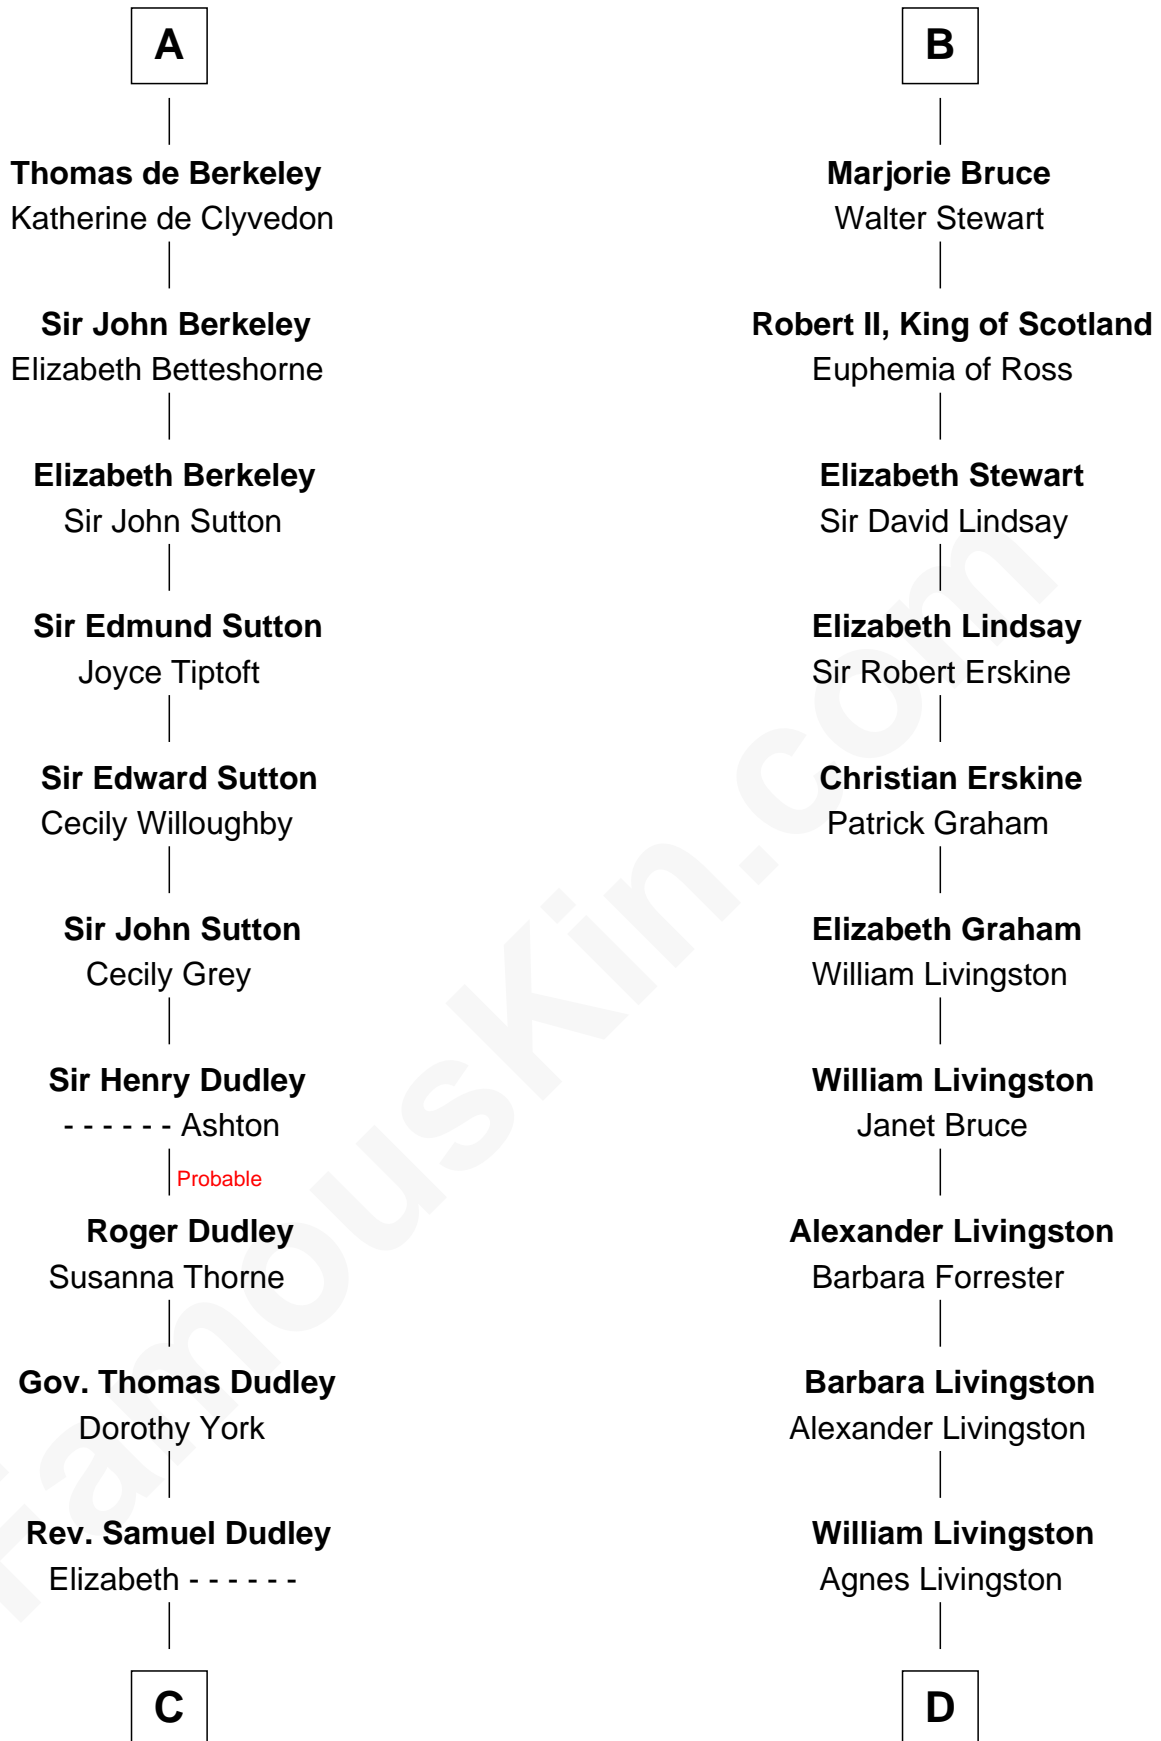 A
Thomas de Berkeley
Katherine de Clyvedon
Sir John Berkeley
Elizabeth Betteshorne
Elizabeth Berkeley
Sir John Sutton
Sir Edmund Sutton
Joyce Tiptoft
Sir Edward Sutton
Cecily Willoughby
Sir John Sutton
Cecily Grey
Sir Henry Dudley
- - - - - - Ashton
Probable
Roger Dudley
Susanna Thorne
Gov. Thomas Dudley
Dorothy York
Rev. Samuel Dudley
Elizabeth - - - - - -
C
B
Marjorie Bruce
Walter Stewart
Robert II, King of Scotland
Euphemia of Ross
Elizabeth Stewart
Sir David Lindsay
Elizabeth Lindsay
Sir Robert Erskine
Christian Erskine
Patrick Graham
Elizabeth Graham
William Livingston
William Livingston
Janet Bruce
Alexander Livingston
Barbara Forrester
Barbara Livingston
Alexander Livingston
William Livingston
Agnes Livingston
D
FamousKin.com